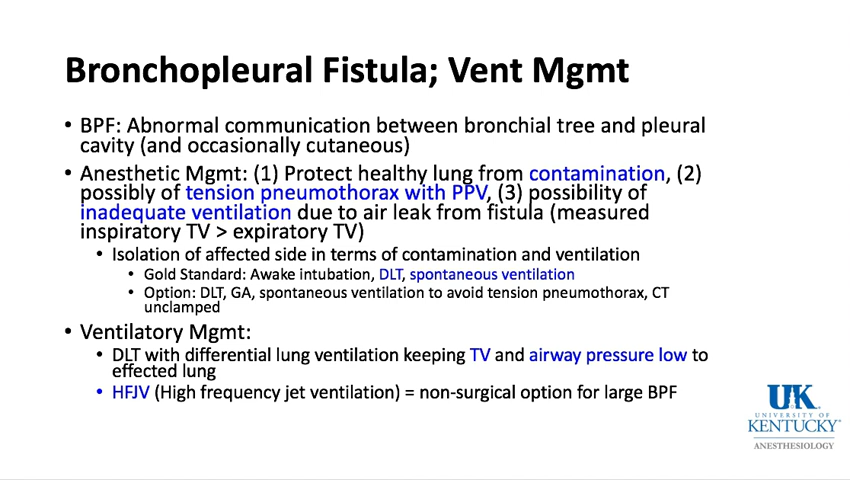 Bronchopleural Fistula; Vent Mgmt
• BPF: Abnormal communication between bronchial tree and pleural
cavity (and occasionally cutaneous)
• Anesthetic Mgmt: (1) Protect healthy lung from contamination, (2)
possibly of tension pneumothorax with PPV, (3) possibility of
inadequate ventilation due to air leak from fistula (measured
inspiratory TV > expiratory TV)
• Isolation of affected side in terms of contamination and ventilation
• Gold Standard: Awake intubation, DLT, spontaneous ventilation
• Option: DLT, GA, spontaneous ventilation to avoid tension pneumothorax, CT
unclamped
• Ventilatory Mgmt:
• DLT with differential lung ventilation keeping TV and airway pressure low to
effected lung
• HFJV (High frequency jet ventilation) = non-surgical option for large BPF
UK
UNIVERSITY OF
KENTUCKY
ANESTHESIOLOGY